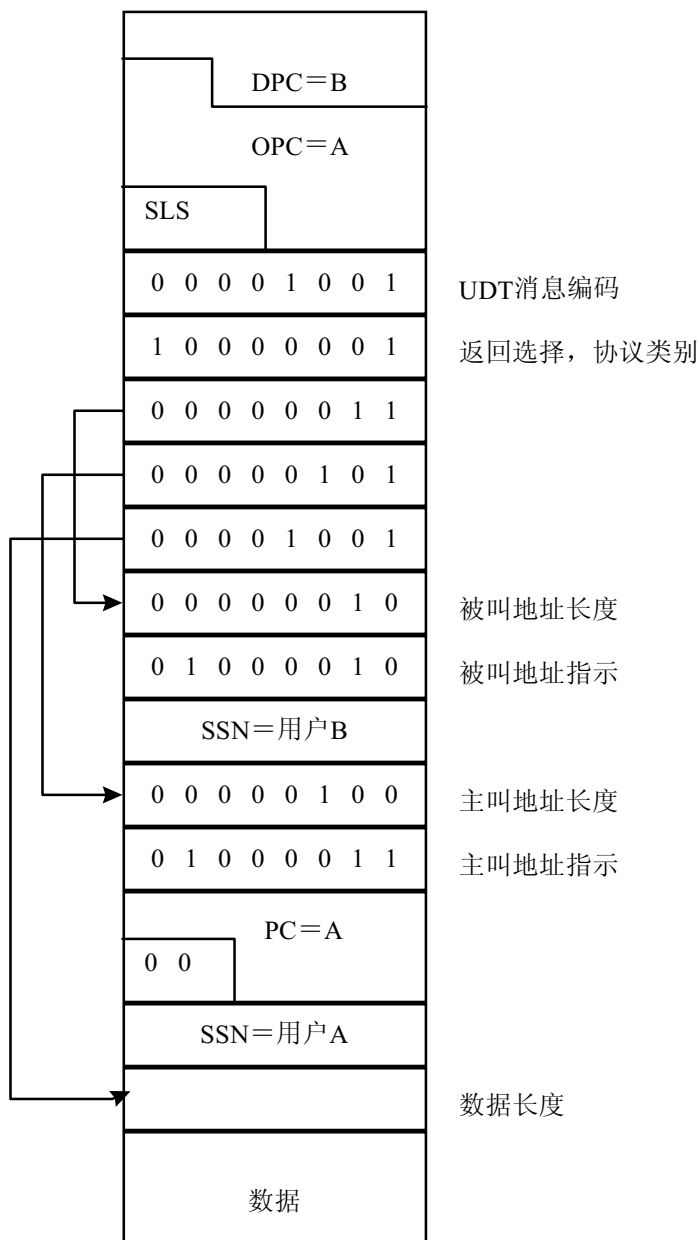 DPC＝B
OPC＝A
SLS
0 0 0 0 1 0 0 1 UDT消息编码
1 0 0 0 0 0 0 1 返回选择，协议类别
0 0 0 0 0 0 1 1
0 0 0 0 0 1 0 1
0 0 0 0 1 0 0 1
0 0 0 0 0 0 1 0 被叫地址长度
0 1 0 0 0 0 1 0 被叫地址指示
SSN＝用户B
0 0 0 0 0 1 0 0 主叫地址长度
0 1 0 0 0 0 1 1 主叫地址指示
PC＝A
0 0
SSN＝用户A
数据长度
数据